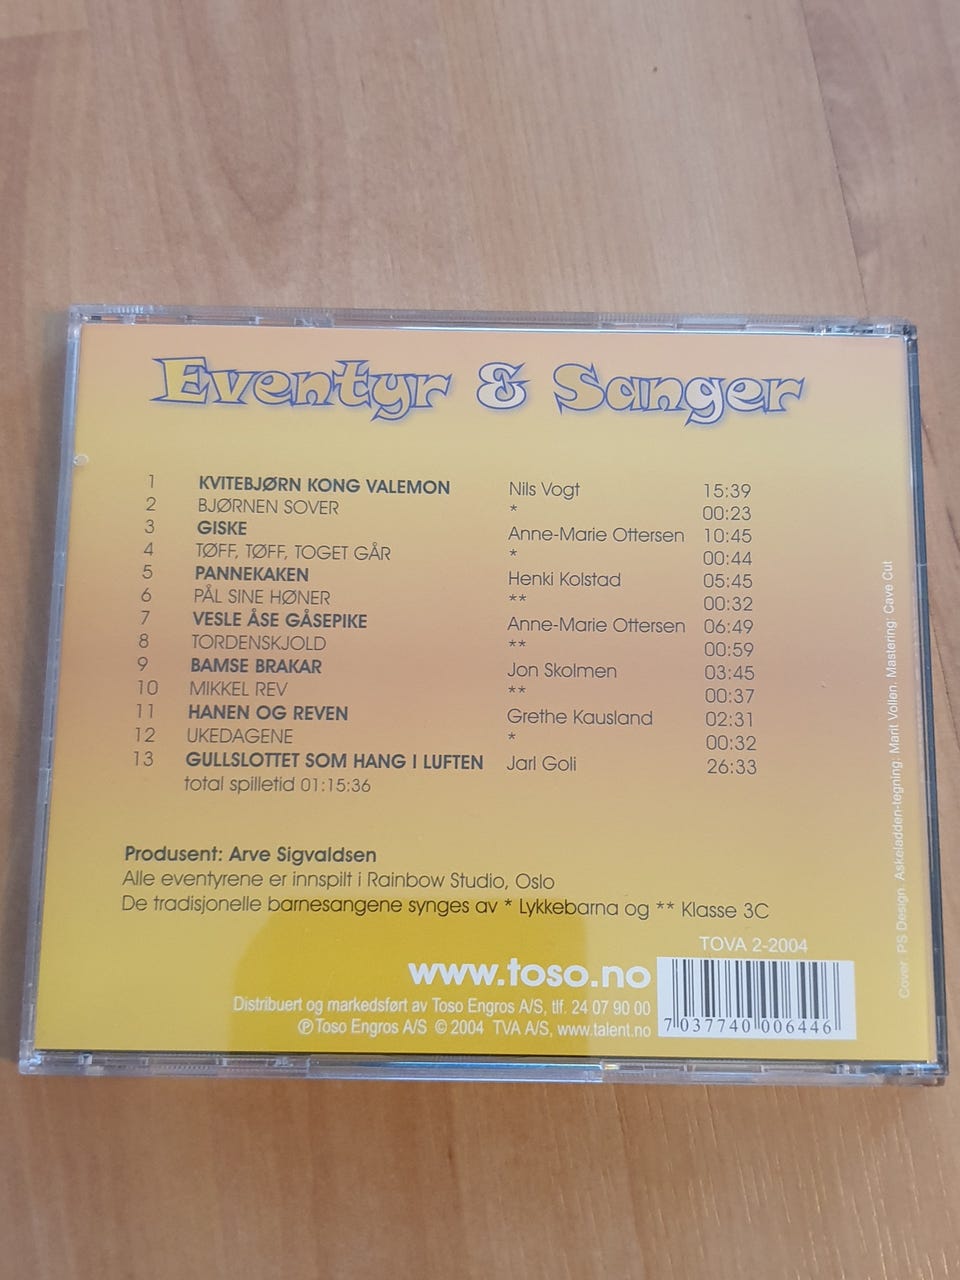 Eventyr & Sanger
1 KVITEBJØRN KONG VALEMON Nils Vogt 15:39
2 BJØRNEN SOVER * 00:23
3 GISKE Anne-Marie Ottersen 10:45
4 TØFF, TØFF, TOGET GÅR * 00:44
5 PANNEKAKEN Henki Kolstad 05:45
6 PÅL SINE HØNER ** 00:32
7 VESLE ÅSE GÅSEPIKE Anne-Marie Ottersen 06:49
8 TORDENSKJOLD ** 00:59
9 BAMSE BRAKAR Jon Skolmen 03:45
10 MIKKEL REV ** 00:37
11 HANEN OG REVEN Grethe Kausland 02:31
12 UKEDAGENE * 00:32
13 GULLSLOTTET SOM HANG I LUFTEN Jarl Goli 26:33
total spilletid 01:15:36
Produsent: Arve Sigvaldsen
Alle eventyrene er innspilt i Rainbow Studio, Oslo
De tradisjonelle barnesangene synges av * Lykkebarna og ** Klasse 3C
TOVA 2-2004
www.toso.no
Distribuert og markedsført av Toso Engros A/S, tlf. 24 07 90 00
℗ Toso Engros A/S © 2004 TVA A/S, www.talent.no
7 037740 006446
Cover: PS Design. Askeladden-tegning: Marit Vollen. Mastering: Cave Cut